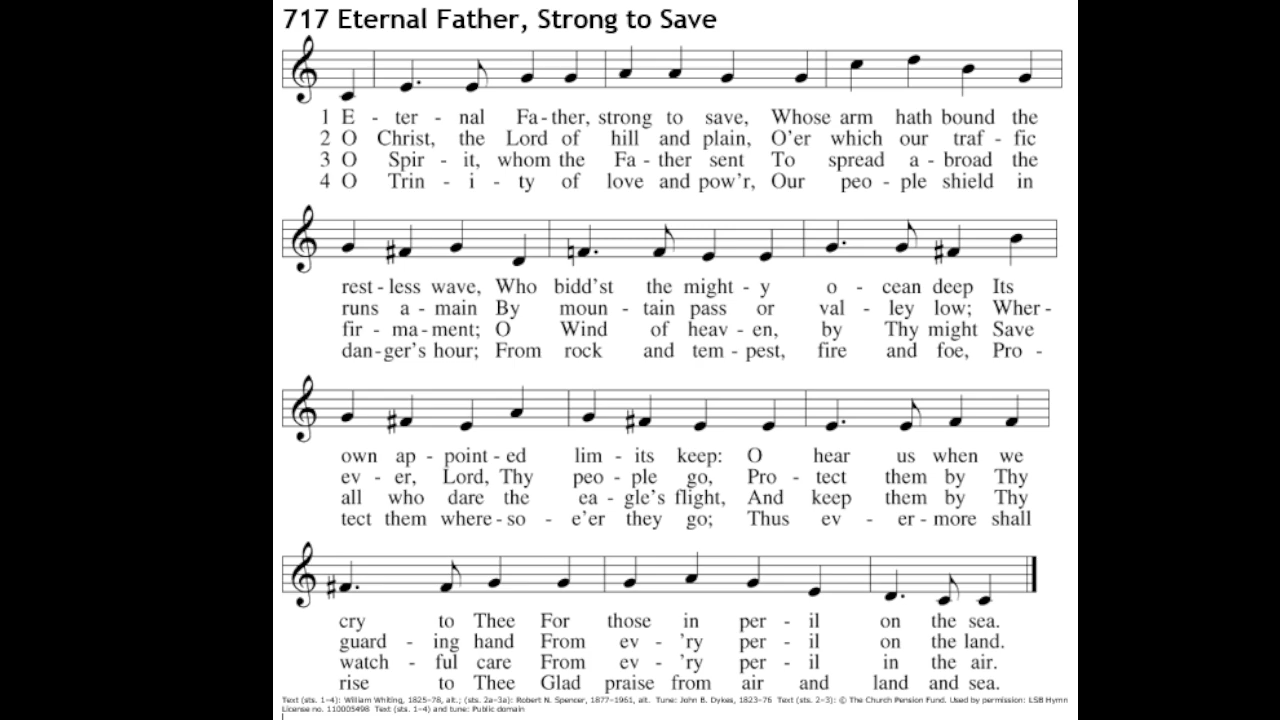 717 Eternal Father, Strong to Save
1 E - ter - nal Fa - ther, strong to save, Whose arm hath bound the
2 O Christ, the Lord of hill and plain, O'er which our traf - fic
3 O Spir - it, whom the Fa - ther sent To spread a - broad the
4 O Trin - i - ty of love and pow'r, Our peo - ple shield in
rest - less wave, Who bidd'st the might - y o - cean deep Its
runs a - main By moun - tain pass or val - ley low; Wher -
fir - ma - ment; O Wind of heav - en, by Thy might Save
dan - ger's hour; From rock and tem - pest, fire and foe, Pro -
own ap - point - ed lim - its keep: O hear us when we
ev - er, Lord, Thy peo - ple go, Pro - tect them by Thy
all who dare the ea - gle's flight, And keep them by Thy
tect them where - so - e'er they go; Thus ev - er - more shall
cry to Thee For those in per - il on the sea.
guard - ing hand From ev - 'ry per - il on the land.
watch - ful care From ev - 'ry per - il in the air.
rise to Thee Glad praise from air and land and sea.
Text (sts. 1–4): William Whiting, 1825–78, alt.; (sts. 2a–3a): Robert N. Spencer, 1877–1961, alt. Tune: John B. Dykes, 1823–76 Text (sts. 2–3): © The Church Pension Fund. Used by permission: LSB Hymn
License no. 110005498 Text (sts. 1–4) and tune: Public domain